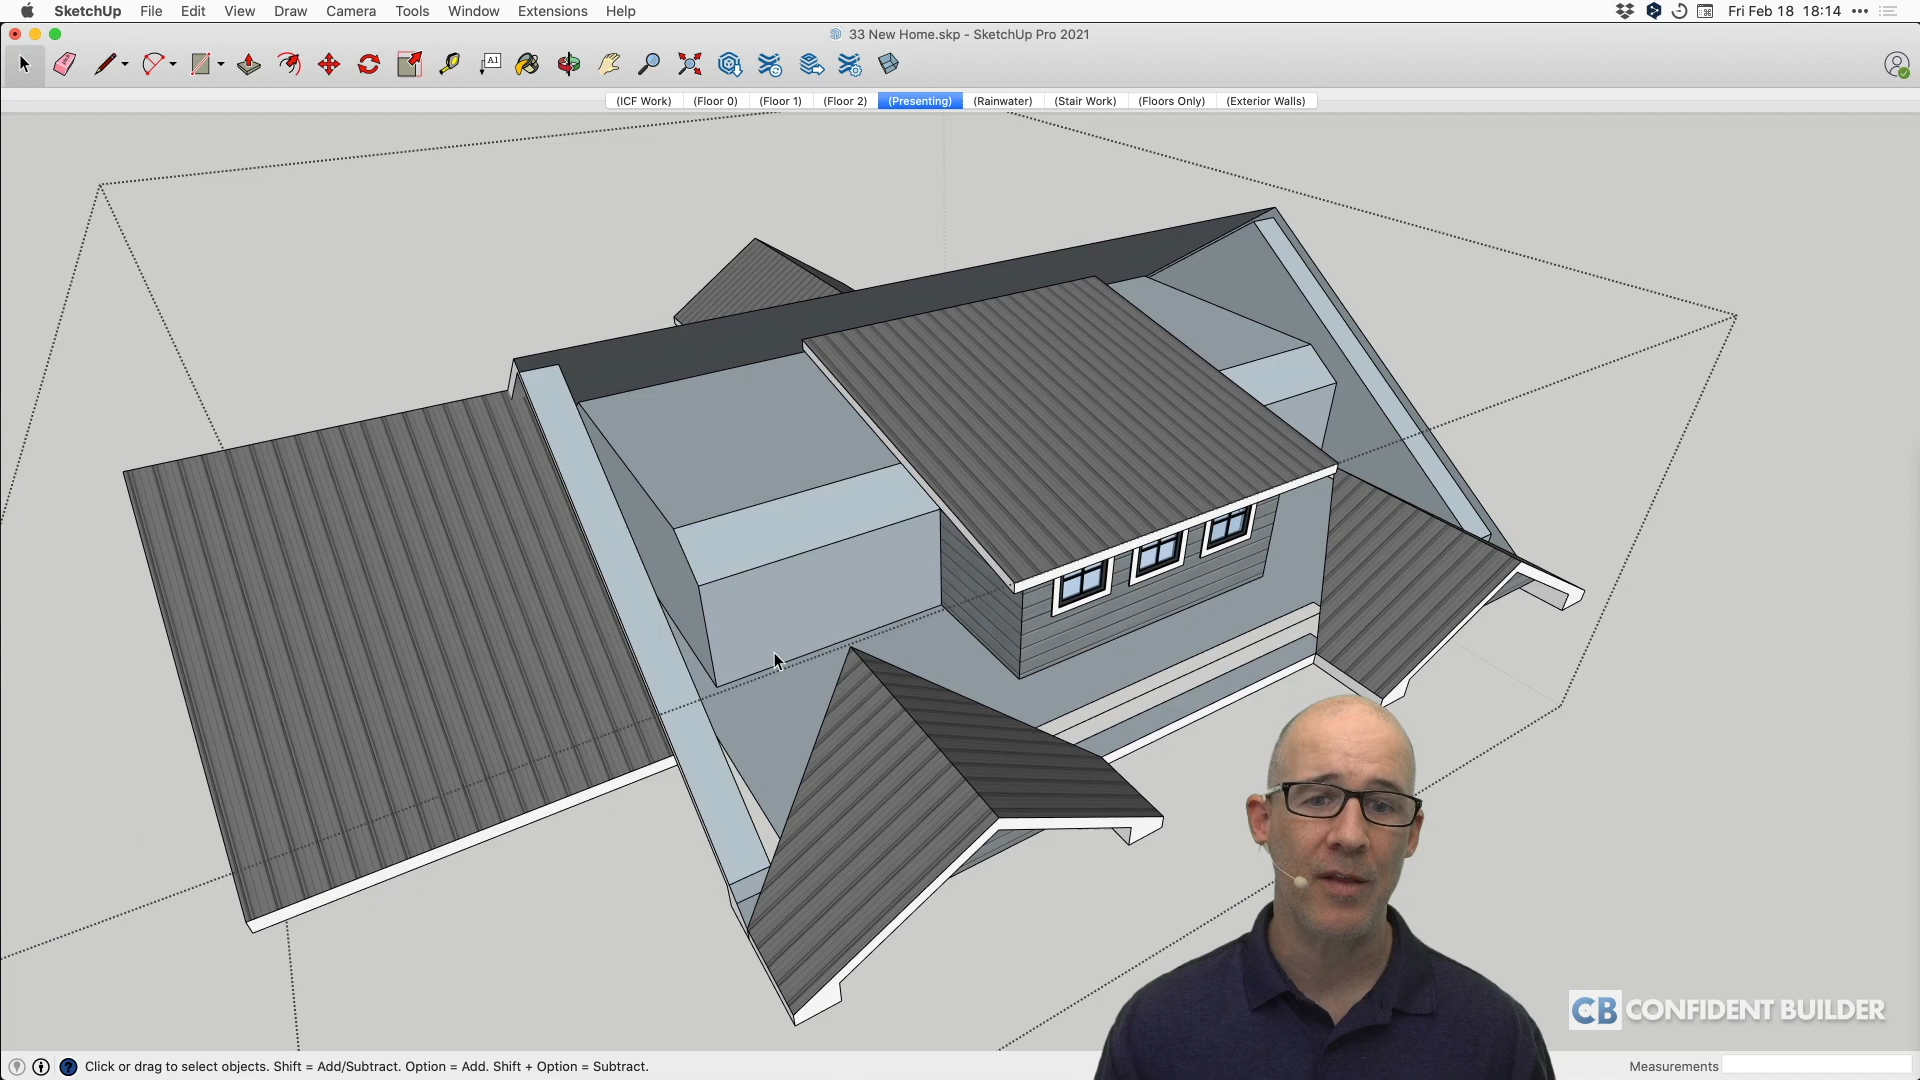 SketchUp File Edit View Draw Camera Tools Window Extensions Help Fri Feb 18 18:14
33 New Home.skp - SketchUp Pro 2021
A1
(ICF Work) (Floor 0) (Floor 1) (Floor 2) (Presenting) (Rainwater) (Stair Work) (Floors Only) (Exterior Walls)
CB CONFIDENT BUILDER
Click or drag to select objects. Shift = Add/Subtract. Option = Add. Shift + Option = Subtract. Measurements